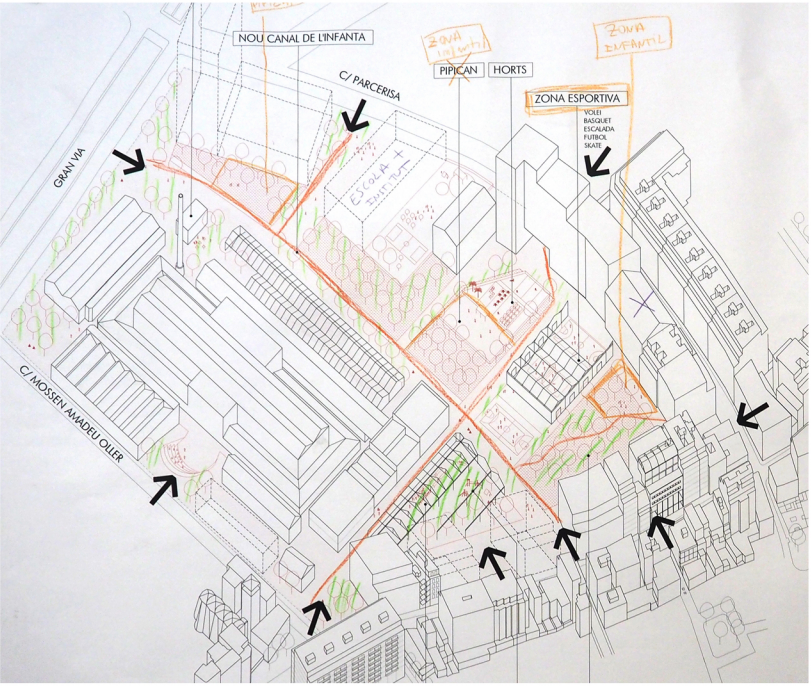 NOU CANAL DE L'INFANTA
ZONA
infantil
ZONA
INFANTIL
PIPICAN
HORTS
C/ PARCERISA
ZONA ESPORTIVA
VOLEI
BASQUET
ESCALADA
FUTBOL
SKATE
GRAN VIA
ESCOLA +
INSTITUT
C/ MOSSEN AMADEU OLLER